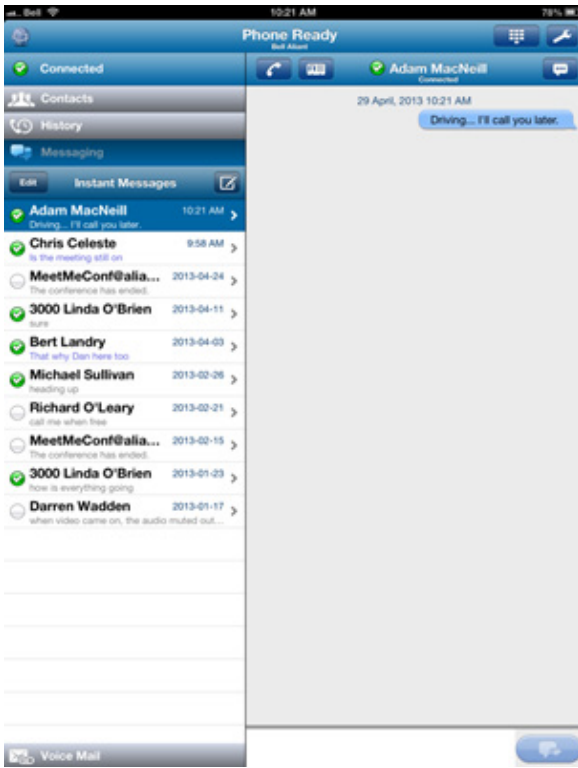 Bell
10:21 AM
78%
Phone Ready
Bell Aliant
Connected
Adam MacNeill
Connected
Contacts
History
Messaging
Edit
Instant Messages
Adam MacNeill 10:21 AM
Driving... I'll call you later.
Chris Celeste 9:58 AM
Is the meeting still on
MeetMeConf@alia... 2013-04-24
The conference has ended.
3000 Linda O'Brien 2013-04-11
sure
Bert Landry 2013-04-03
That why Dan here too
Michael Sullivan 2013-02-26
heading up
Richard O'Leary 2013-02-21
call me when free
MeetMeConf@alia... 2013-02-15
The conference has ended.
3000 Linda O'Brien 2013-01-23
how is everything going
Darren Wadden 2013-01-17
when video came on, the audio muted out...
Voice Mail
29 April, 2013 10:21 AM
Driving... I'll call you later.